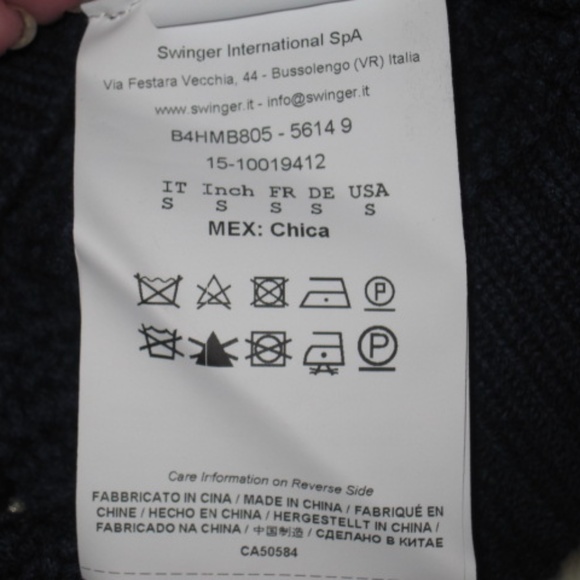 Swinger International SpA
Via Festara Vecchia, 44 - Bussolengo (VR) Italia
www.swinger.it - info@swinger.it
B4HMB805 - 5614 9
15-10019412
IT Inch FR DE USA
S S S S S
MEX: Chica
P
P
Care Information on Reverse Side
FABBRICATO IN CINA / MADE IN CHINA / FABRIQUÉ EN
CHINE / HECHO EN CHINA / HERGESTELLT IN CHINA /
FABRICADO NA CHINA / 中国制造 / СДЕЛАНО В КИТАЕ
CA50584